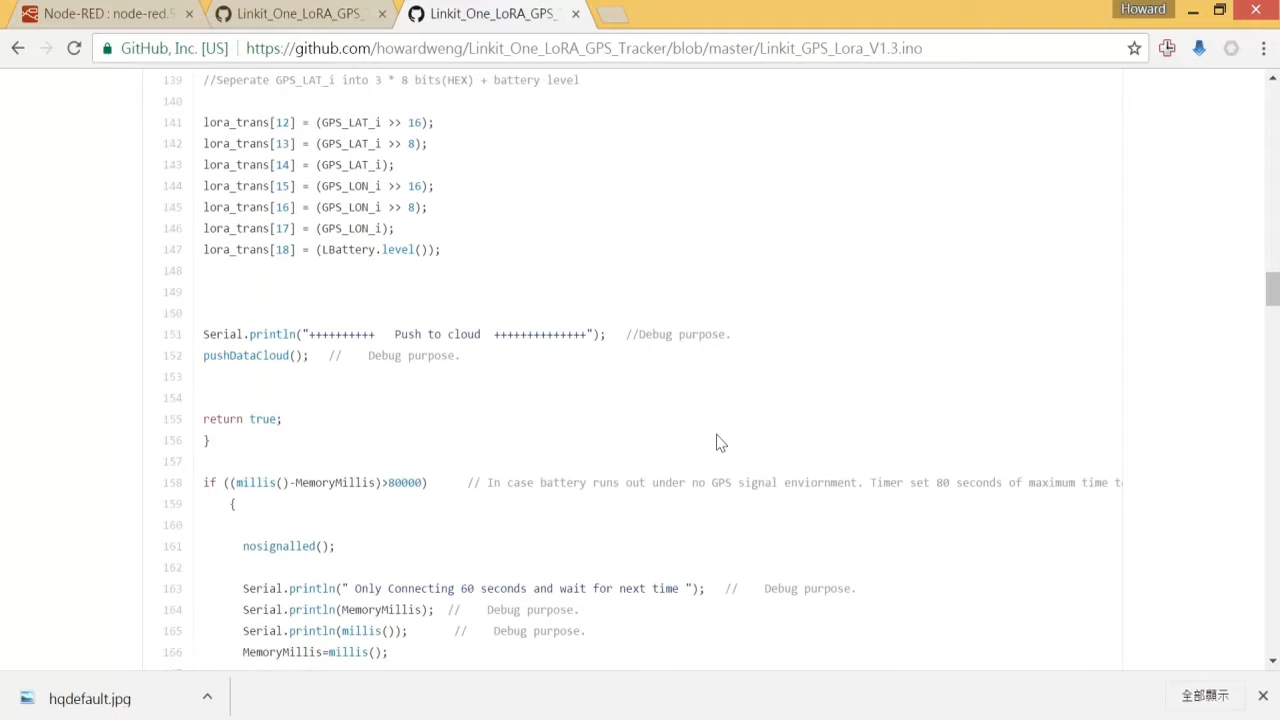 Node-RED : node-red.5
Linkit_One_LoRA_GPS_
Linkit_One_LoRA_GPS_
Howard
GitHub, Inc. [US] https://github.com/howardweng/Linkit_One_LoRA_GPS_Tracker/blob/master/Linkit_GPS_Lora_V1.3.ino
139 //Seperate GPS_LAT_i into 3 * 8 bits(HEX) + battery level
140
141 lora_trans[12] = (GPS_LAT_i >> 16);
142 lora_trans[13] = (GPS_LAT_i >> 8);
143 lora_trans[14] = (GPS_LAT_i);
144 lora_trans[15] = (GPS_LON_i >> 16);
145 lora_trans[16] = (GPS_LON_i >> 8);
146 lora_trans[17] = (GPS_LON_i);
147 lora_trans[18] = (LBattery.level());
148
149
150
151 Serial.println("++++++++++   Push to cloud  ++++++++++++++");   //Debug purpose.
152 pushDataCloud();   //    Debug purpose.
153
154
155 return true;
156 }
157
158 if ((millis()-MemoryMillis)>80000)      // In case battery runs out under no GPS signal enviornment. Timer set 80 seconds of maximum time t
159     {
160
161       nosignalled();
162
163       Serial.println(" Only Connecting 60 seconds and wait for next time ");   //    Debug purpose.
164       Serial.println(MemoryMillis);  //    Debug purpose.
165       Serial.println(millis());       //    Debug purpose.
166       MemoryMillis=millis();
hqdefault.jpg
全部顯示